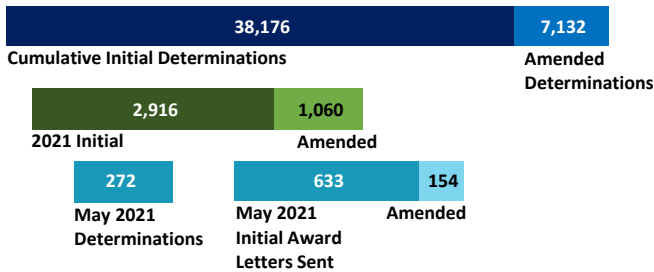 38,176 7,132
Cumulative Initial Determinations Amended
Determinations
2,916 1,060
2021 Initial Amended
272 633 154
May 2021 May 2021 Amended
Determinations Initial Award
Letters Sent